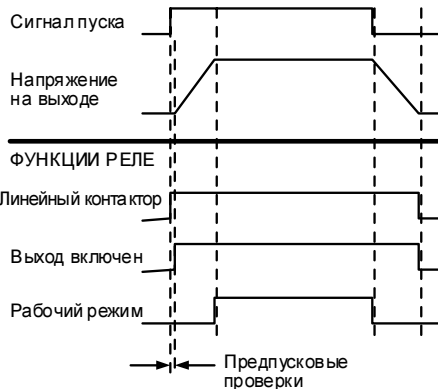 Сигнал пуска
Напряжение
на выходе
ФУНКЦИИ РЕЛЕ
Линейный контактор
Выход включен
Рабочий режим
Предпусковые
проверки